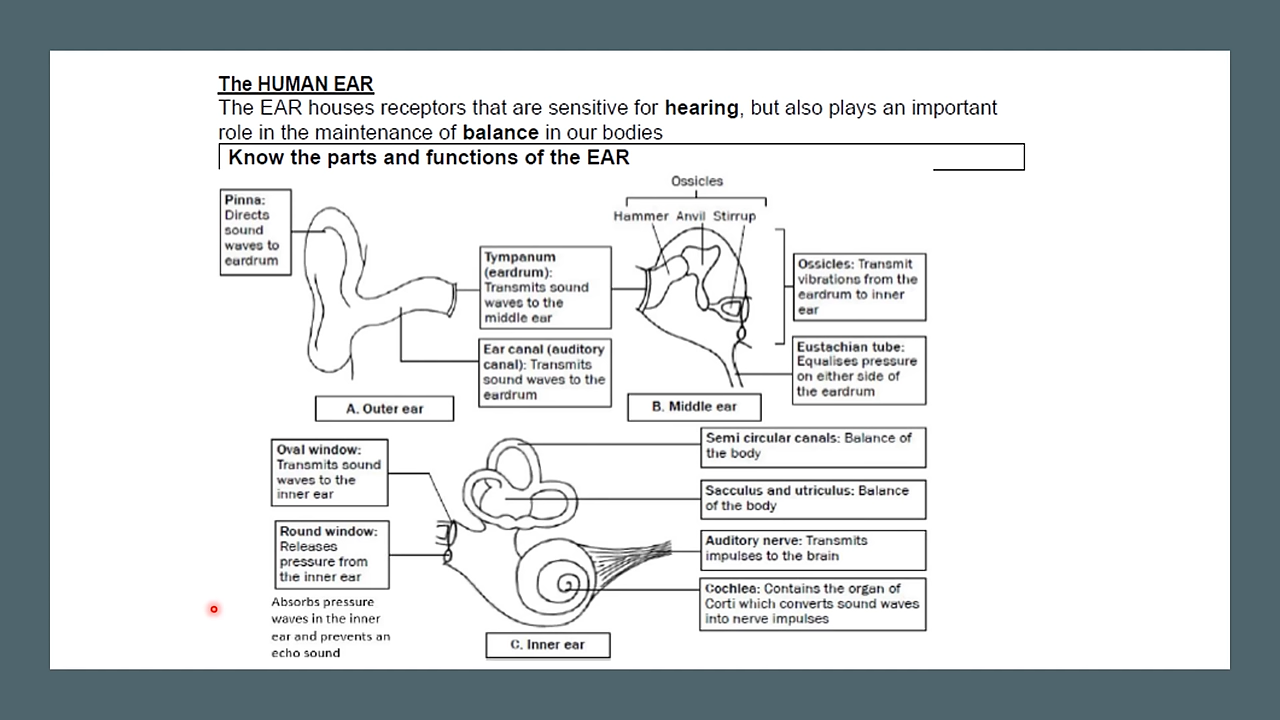 The HUMAN EAR
The EAR houses receptors that are sensitive for hearing, but also plays an important
role in the maintenance of balance in our bodies
Know the parts and functions of the EAR
Ossicles
Hammer Anvil Stirrup
Pinna:
Directs
sound
waves to
eardrum
Tympanum
(eardrum):
Transmits sound
waves to the
middle ear
Ossicles: Transmit
vibrations from the
eardrum to inner
ear
Ear canal (auditory
canal): Transmits
sound waves to the
eardrum
Eustachian tube:
Equalises pressure
on either side of
the eardrum
A. Outer ear
B. Middle ear
Oval window:
Transmits sound
waves to the
inner ear
Semi circular canals: Balance of
the body
Sacculus and utriculus: Balance
of the body
Round window:
Releases
pressure from
the inner ear
Auditory nerve: Transmits
impulses to the brain
Cochlea: Contains the organ of
Corti which converts sound waves
into nerve impulses
Absorbs pressure
waves in the inner
ear and prevents an
echo sound
C. Inner ear